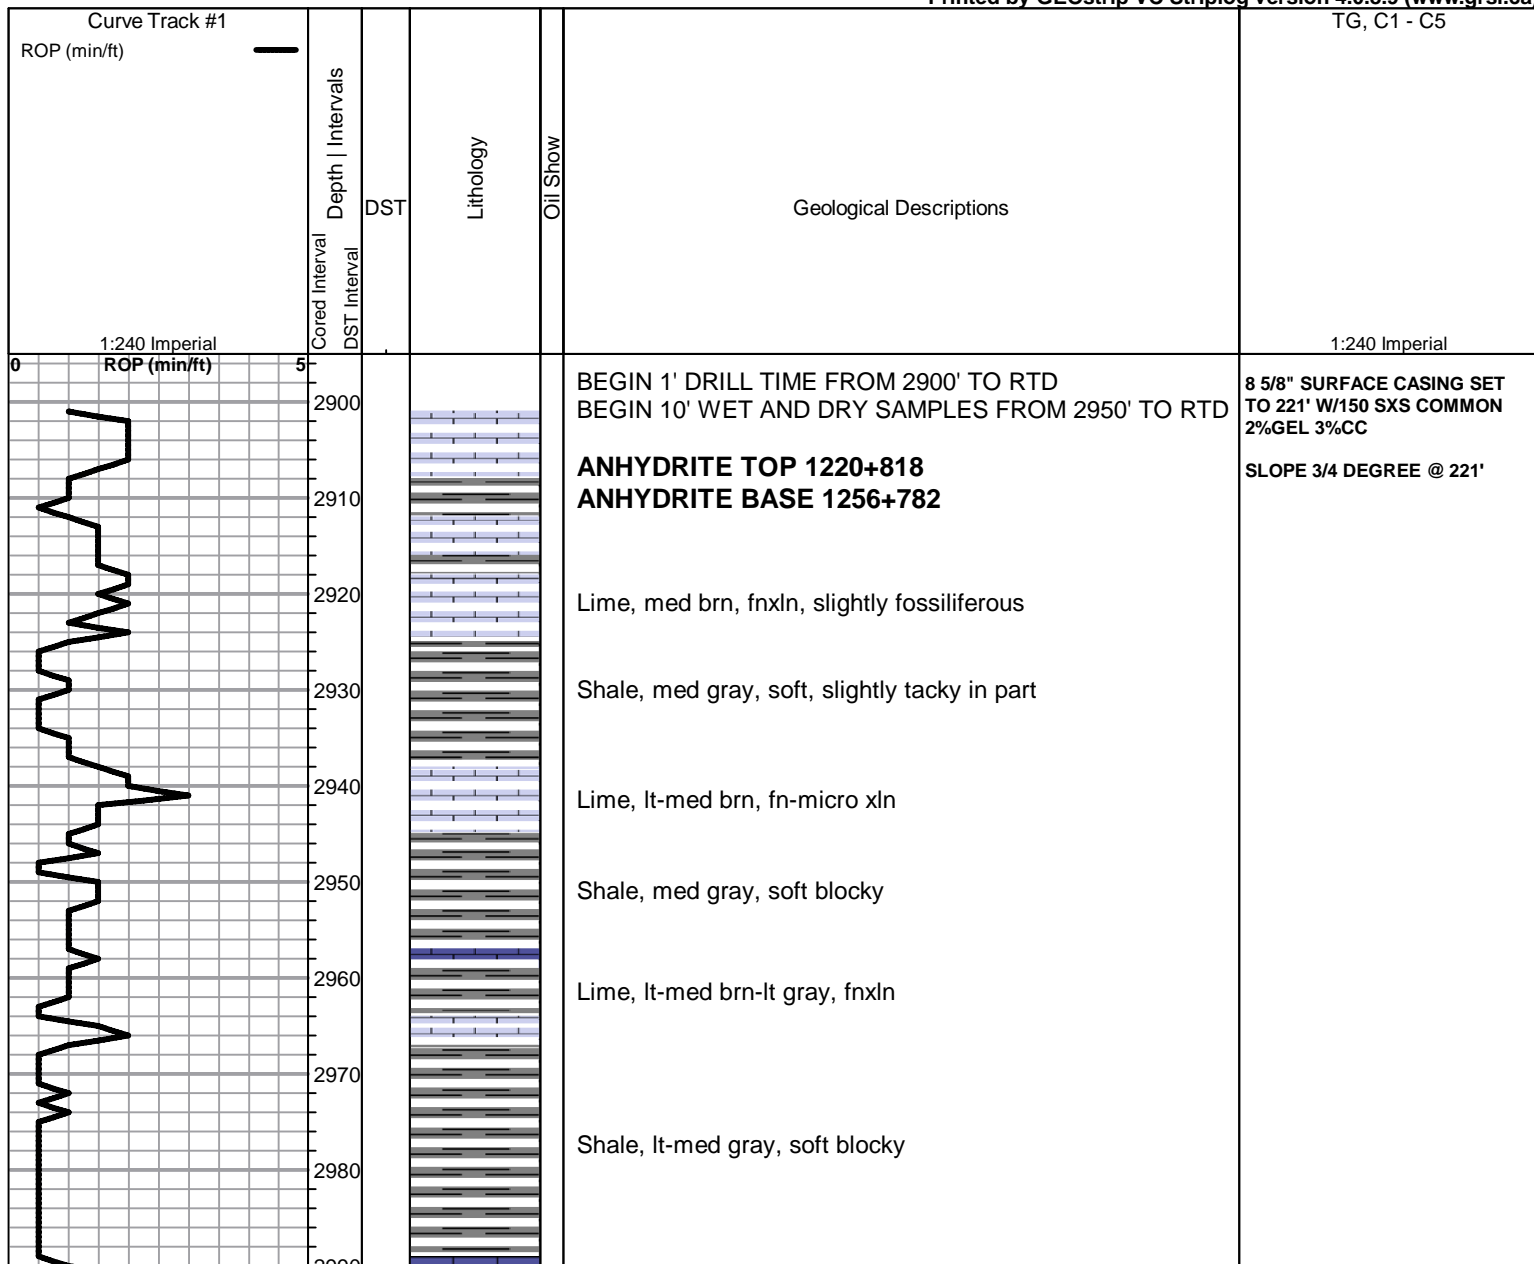 Curve Track #1
ROP (min/ft)
1:240 Imperial
Depth | Intervals
Cored Interval
DST Interval
DST
Lithology
Oil Show
Geological Descriptions
TG, C1 - C5
1:240 Imperial
0 ROP (min/ft) 5
2900
2910
2920
2930
2940
2950
2960
2970
2980
BEGIN 1' DRILL TIME FROM 2900' TO RTD
BEGIN 10' WET AND DRY SAMPLES FROM 2950' TO RTD
ANHYDRITE TOP 1220+818
ANHYDRITE BASE 1256+782
Lime, med brn, fnxln, slightly fossiliferous
Shale, med gray, soft, slightly tacky in part
Lime, lt-med brn, fn-micro xln
Shale, med gray, soft blocky
Lime, lt-med brn-lt gray, fnxln
Shale, lt-med gray, soft blocky
8 5/8" SURFACE CASING SET
TO 221' W/150 SXS COMMON
2%GEL 3%CC
SLOPE 3/4 DEGREE @ 221'